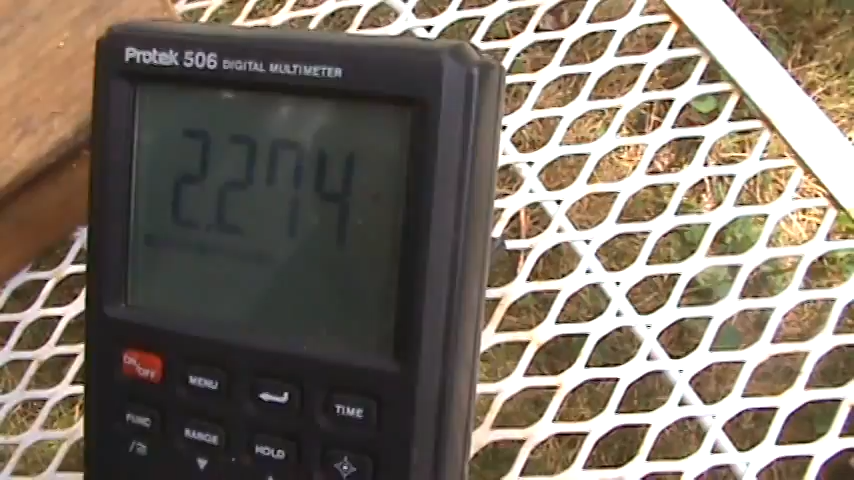 Protek 506 DIGITAL MULTIMETER
2.274
ON/OFF
MENU
TIME
FUNC
RANGE
HOLD